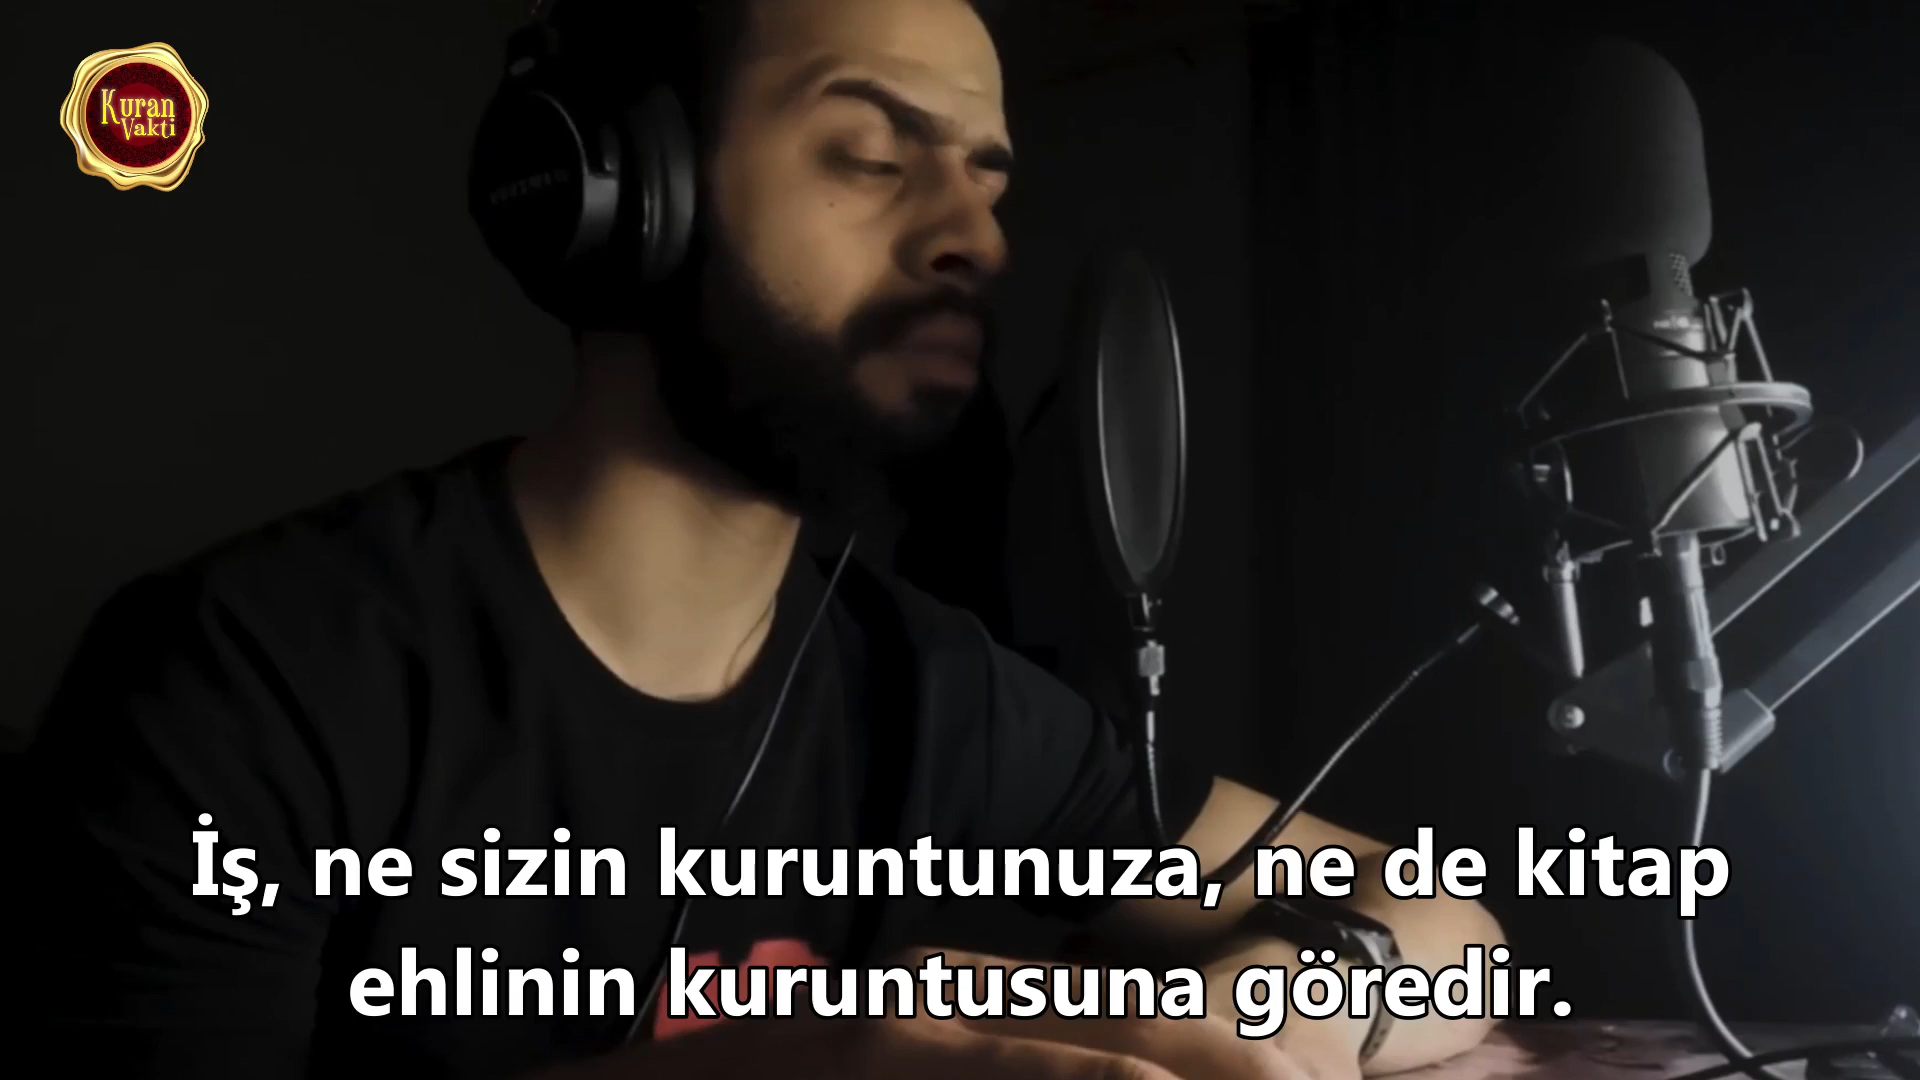 Kuran
Vakti
İş, ne sizin kuruntunuza, ne de kitap
ehlinin kuruntusuna göredir.